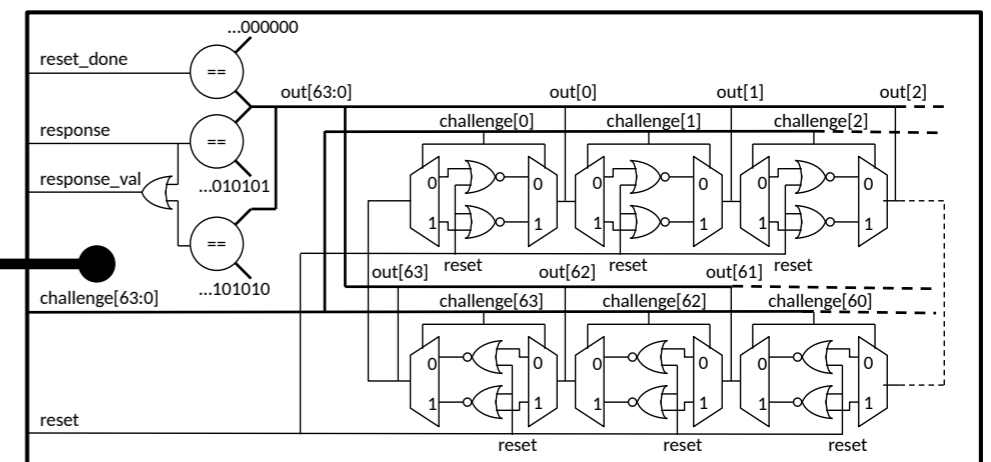 ...000000
reset_done
==
out[63:0] out[0] out[1] out[2]
response
==
challenge[0] challenge[1] challenge[2]
response_val
...010101
0 0 0 0 0 0
1 1 1 1 1 1
==
reset reset reset
out[63] out[62] out[61]
...101010
challenge[63:0]
challenge[63] challenge[62] challenge[60]
0 0 0 0 0 0
1 1 1 1 1 1
reset
reset reset reset